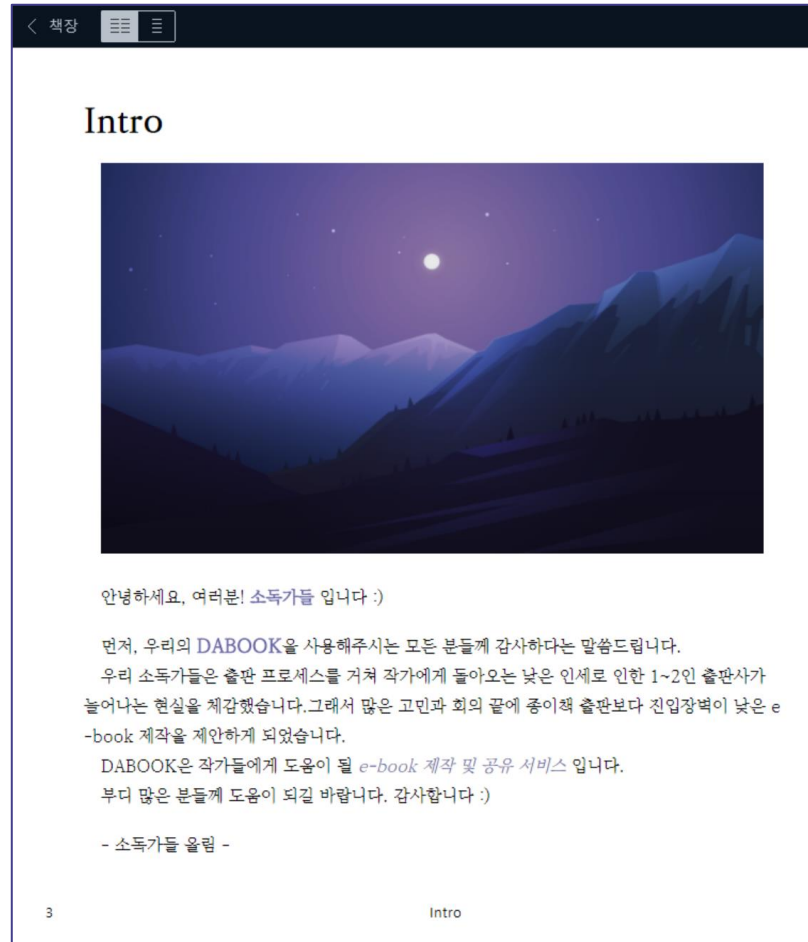 책장
Intro
안녕하세요, 여러분! 소독가들 입니다 :)
먼저, 우리의 DABOOK을 사용해주시는 모든 분들께 감사하다는 말씀드립니다.
우리 소독가들은 출판 프로세스를 거쳐 작가에게 돌아오는 낮은 인세로 인한 1~2인 출판사가
늘어나는 현실을 체감했습니다.그래서 많은 고민과 회의 끝에 종이책 출판보다 진입장벽이 낮은 e
-book 제작을 제안하게 되었습니다.
DABOOK은 작가들에게 도움이 될 e-book 제작 및 공유 서비스 입니다.
부디 많은 분들께 도움이 되길 바랍니다. 감사합니다 :)
- 소독가들 올림 -
3
Intro